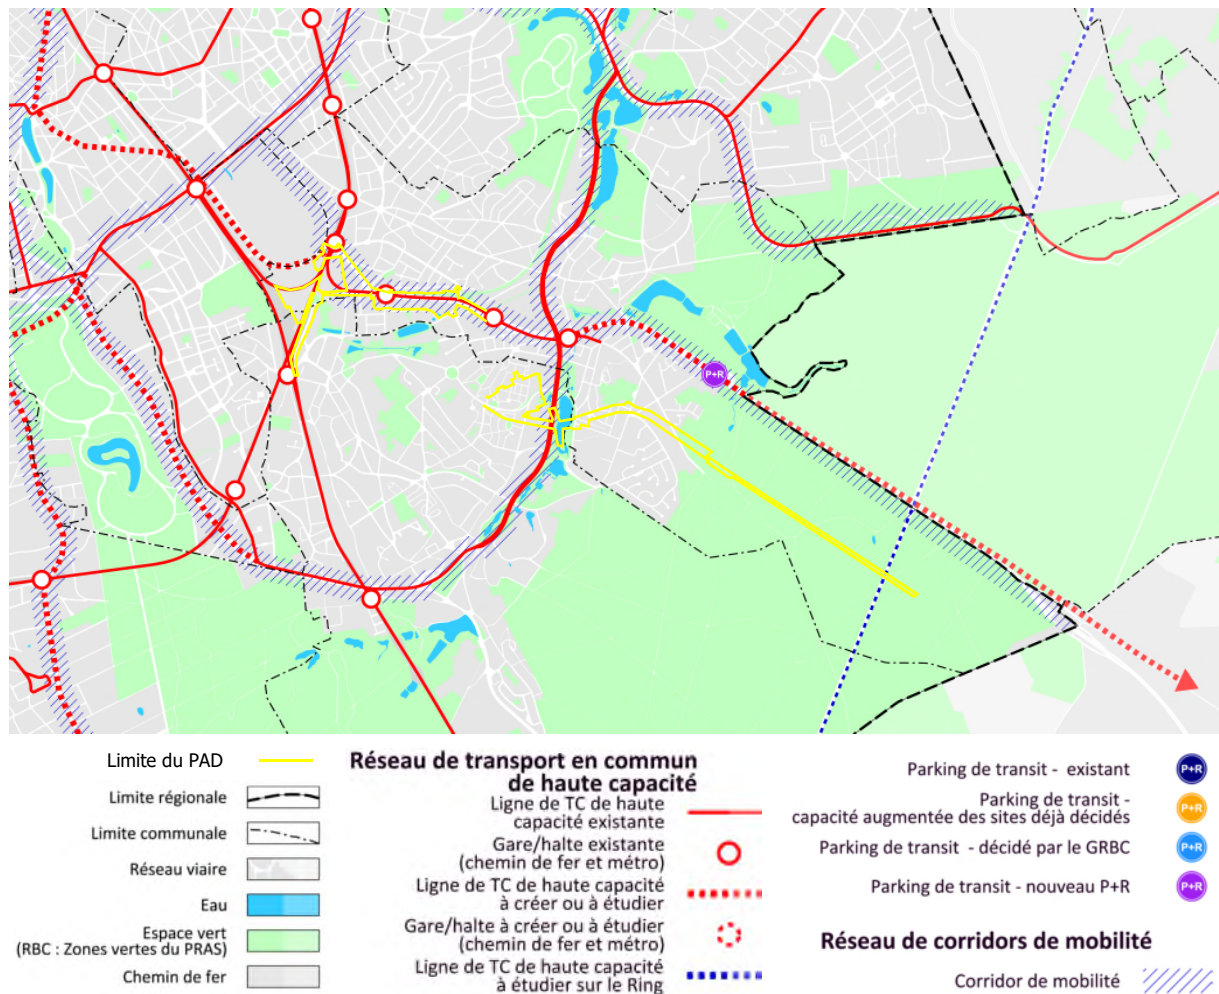 P+R
Limite du PAD
Limite régionale
Limite communale
Réseau viaire
Eau
Espace vert
(RBC : Zones vertes du PRAS)
Chemin de fer
Réseau de transport en commun
de haute capacité
Ligne de TC de haute
capacité existante
Gare/halte existante
(chemin de fer et métro)
Ligne de TC de haute capacité
à créer ou à étudier
Gare/halte à créer ou à étudier
(chemin de fer et métro)
Ligne de TC de haute capacité
à étudier sur le Ring
Parking de transit - existant
P+R
Parking de transit -
capacité augmentée des sites déjà décidés
P+R
Parking de transit - décidé par le GRBC
P+R
Parking de transit - nouveau P+R
P+R
Réseau de corridors de mobilité
Corridor de mobilité